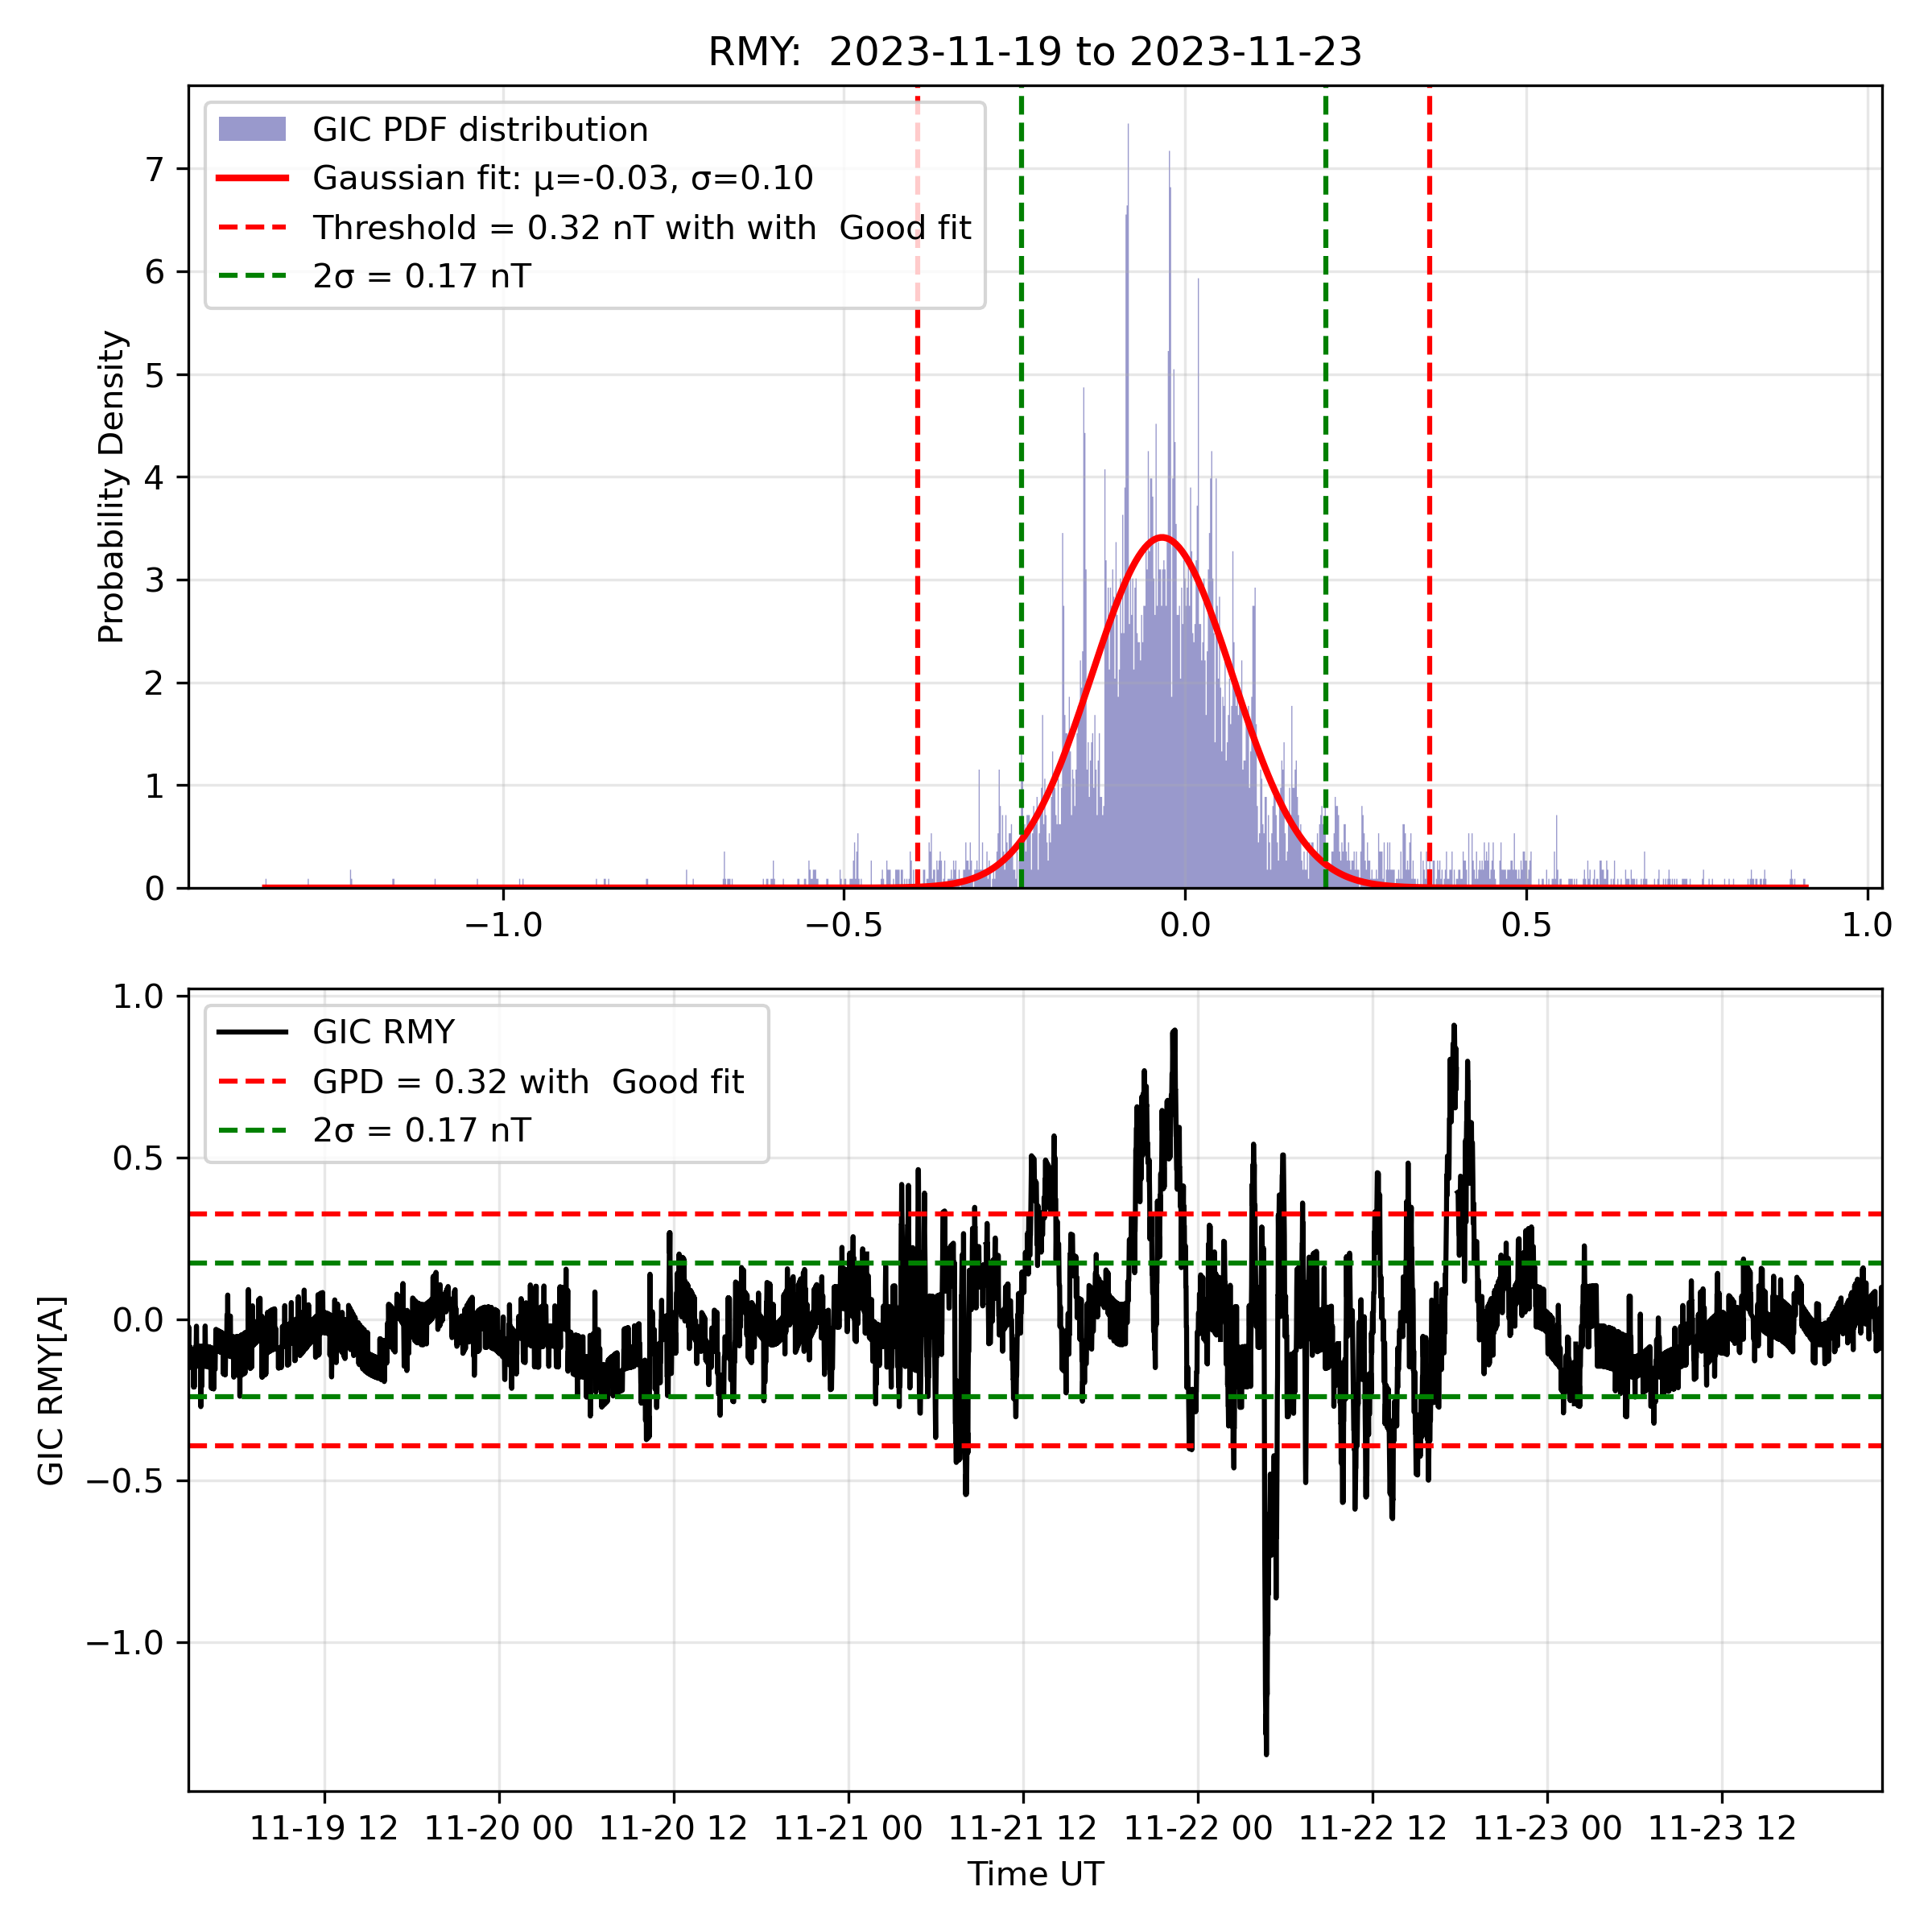 RMY:  2023-11-19 to 2023-11-23
GIC PDF distribution
Gaussian fit: μ=-0.03, σ=0.10
Threshold = 0.32 nT with with  Good fit
2σ = 0.17 nT
Probability Density
7
6
5
4
3
2
1
0
−1.0
−0.5
0.0
0.5
1.0
GIC RMY
GPD = 0.32 with  Good fit
2σ = 0.17 nT
GIC RMY[A]
1.0
0.5
0.0
−0.5
−1.0
11-19 12
11-20 00
11-20 12
11-21 00
11-21 12
11-22 00
11-22 12
11-23 00
11-23 12
Time UT